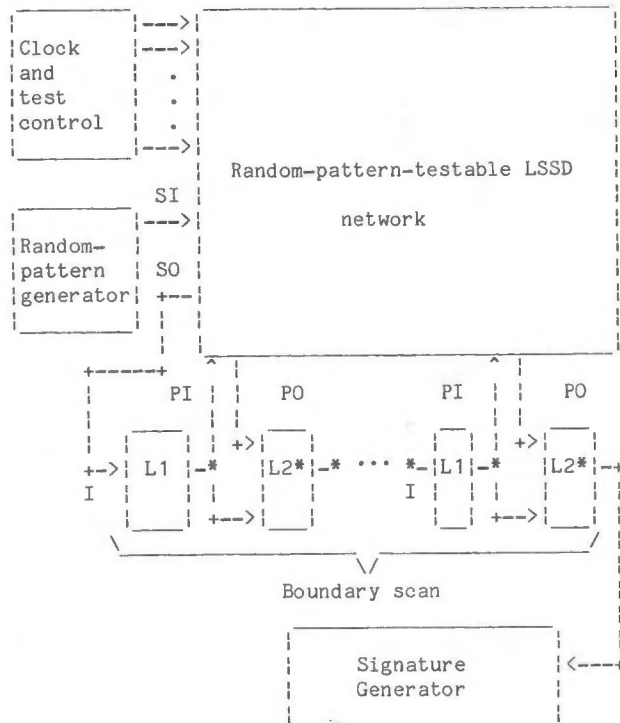 Clock
and
test
control
Random-pattern-testable LSSD
network
SI
Random-
pattern
generator
SO
PI
PO
PI
PO
I
L1
L2*
* ... *
I
L1
L2*
Boundary scan
Signature
Generator